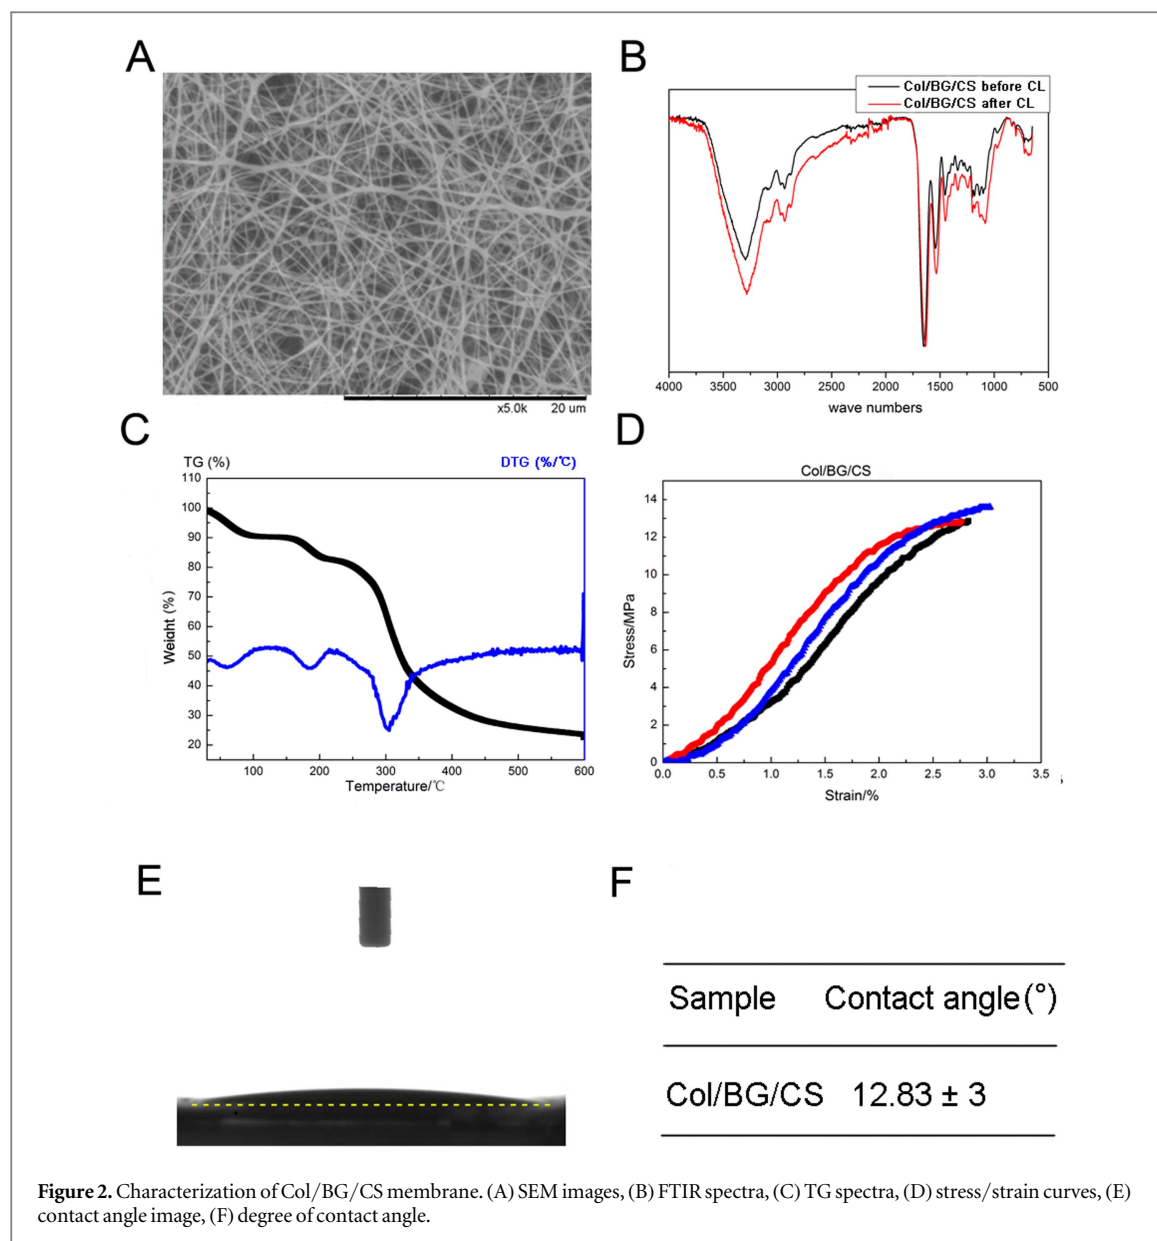 A
x5.0k 20 um
B
Col/BG/CS before CL
Col/BG/CS after CL
4000 3500 3000 2500 2000 1500 1000 500
wave numbers
C
TG (%)
DTG (%/℃)
110
100
90
80
70
60
50
40
30
20
Weight (%)
100 200 300 400 500 600
Temperature/℃
D
Col/BG/CS
14
12
10
8
6
4
2
0
Stress/MPa
0.0 0.5 1.0 1.5 2.0 2.5 3.0 3.5
Strain/%
E
F
Sample Contact angle(°)
Col/BG/CS 12.83 ± 3
Figure 2. Characterization of Col/BG/CS membrane. (A) SEM images, (B) FTIR spectra, (C) TG spectra, (D) stress/strain curves, (E)
contact angle image, (F) degree of contact angle.